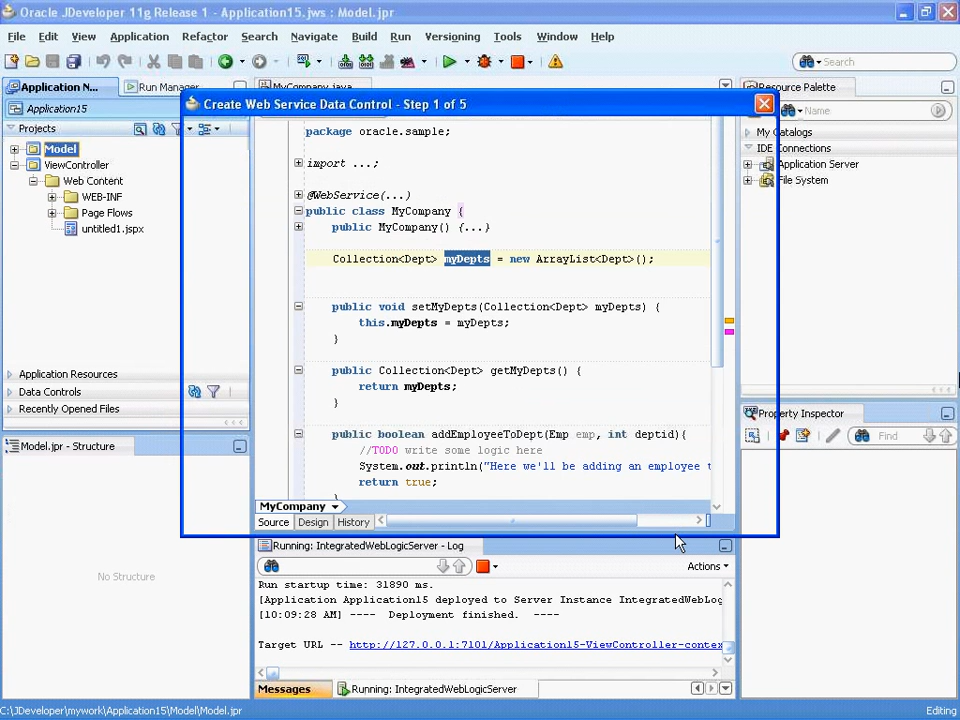 Oracle JDeveloper 11g Release 1 - Application15.jws : Model.jpr
File Edit View Application Refactor Search Navigate Build Run Versioning Tools Window Help
Search
Application N...
Run Manager
MyCompany.java
Resource Palette
Create Web Service Data Control - Step 1 of 5
Application15
Name
Projects
My Catalogs
IDE Connections
Application Server
File System
Model
ViewController
Web Content
WEB-INF
Page Flows
untitled1.jspx
package oracle.sample;
import ...;
@WebService(...)
public class MyCompany {
public MyCompany() {...}
Collection<Dept> myDepts = new ArrayList<Dept>();
public void setMyDepts(Collection<Dept> myDepts) {
this.myDepts = myDepts;
}
public Collection<Dept> getMyDepts() {
return myDepts;
}
public boolean addEmployeeToDept(Emp emp, int deptid){
//TODO write some logic here
System.out.println("Here we'll be adding an employee t
return true;
}
MyCompany
Source Design History
Application Resources
Data Controls
Recently Opened Files
Model.jpr - Structure
No Structure
Property Inspector
Find
Running: IntegratedWebLogicServer - Log
Actions
Run startup time: 31890 ms.
[Application Application15 deployed to Server Instance IntegratedWebLog
[10:09:28 AM] ---- Deployment finished. ----
Target URL -- http://127.0.0.1:7101/Application15-ViewController-contex
Messages
Running: IntegratedWebLogicServer
C:\JDeveloper\mywork\Application15\Model\Model.jpr
Editing